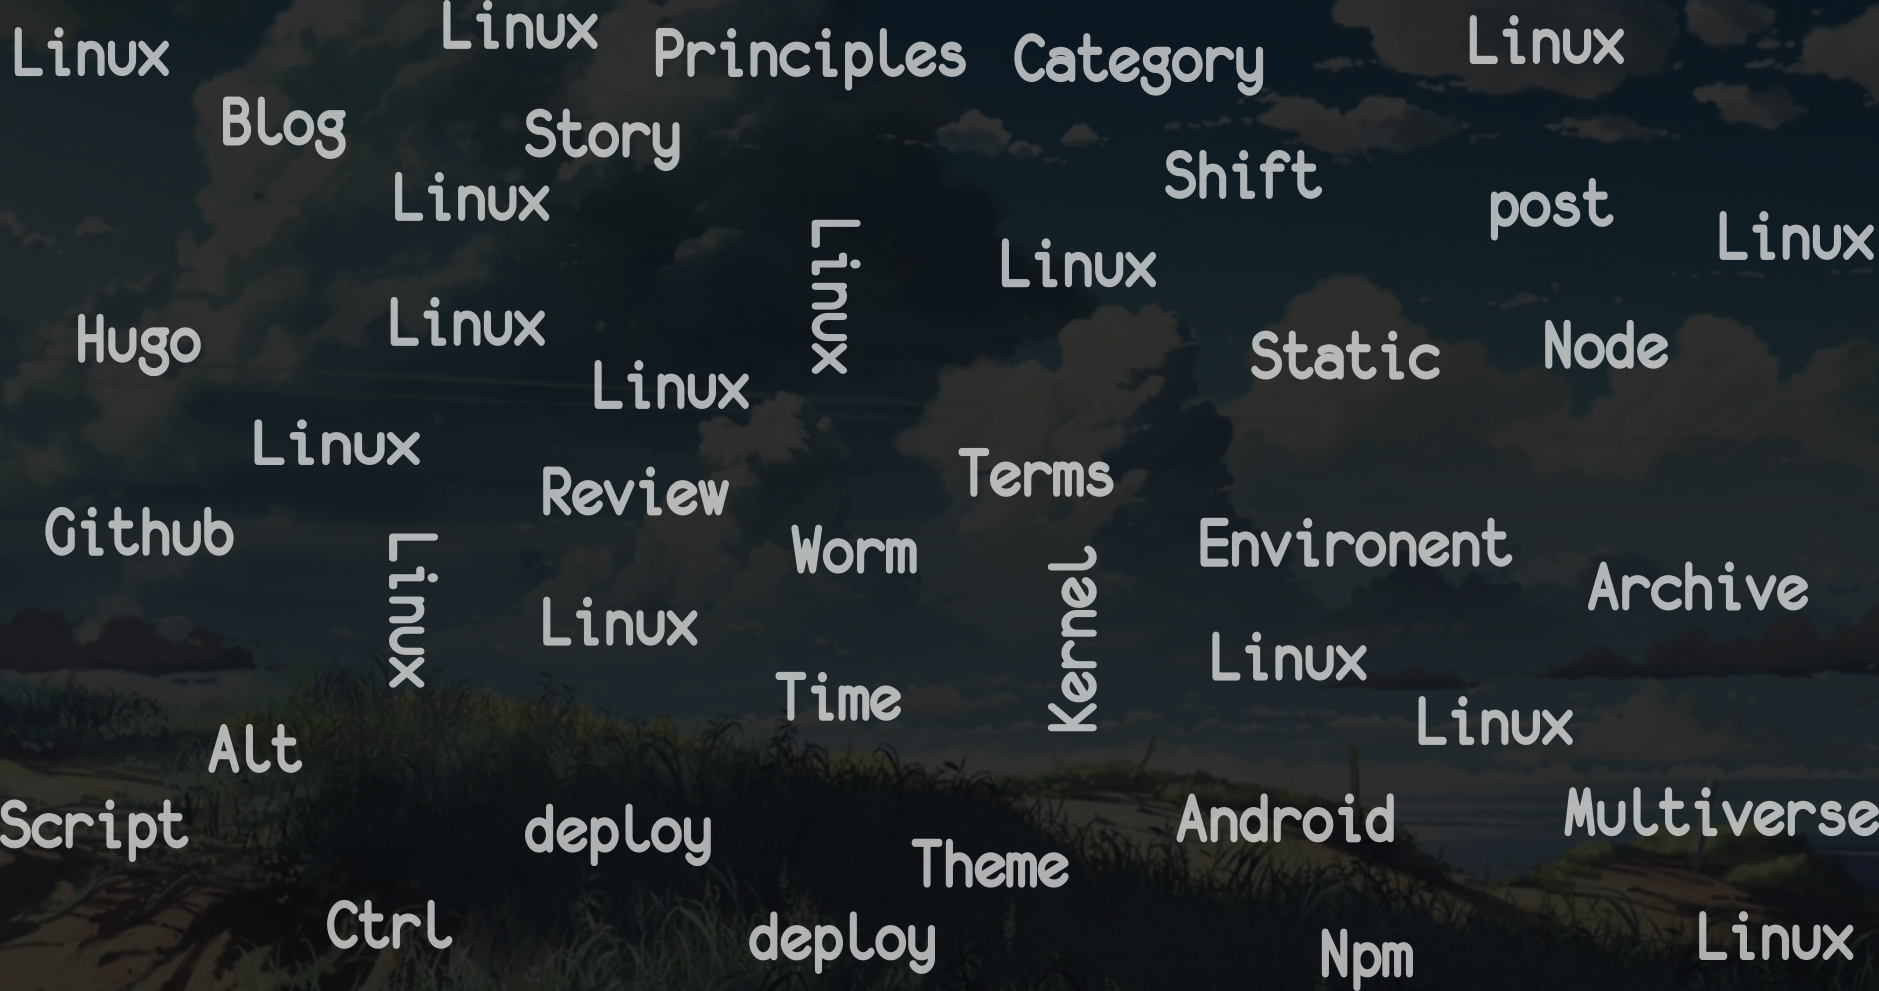 Linux
Linux
Principles
Category
Linux
Blog
Story
Linux
Shift
post
Linux
Linux
Linux
Hugo
Linux
Linux
Static
Node
Linux
Review
Terms
Github
Linux
Worm
Kernel
Environent
Archive
Linux
Linux
Time
Linux
Alt
Script
deploy
Theme
Android
Multiverse
Ctrl
deploy
Npm
Linux